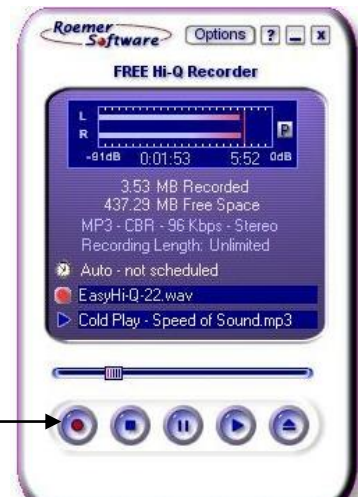 Roemer Software Options ? _ x
FREE Hi-Q Recorder
L
R P
-91dB 0:01:53 5:52 0dB
3.53 MB Recorded
437.29 MB Free Space
MP3 - CBR - 96 Kbps - Stereo
Recording Length: Unlimited
Auto - not scheduled
EasyHi-Q-22.wav
Cold Play - Speed of Sound.mp3